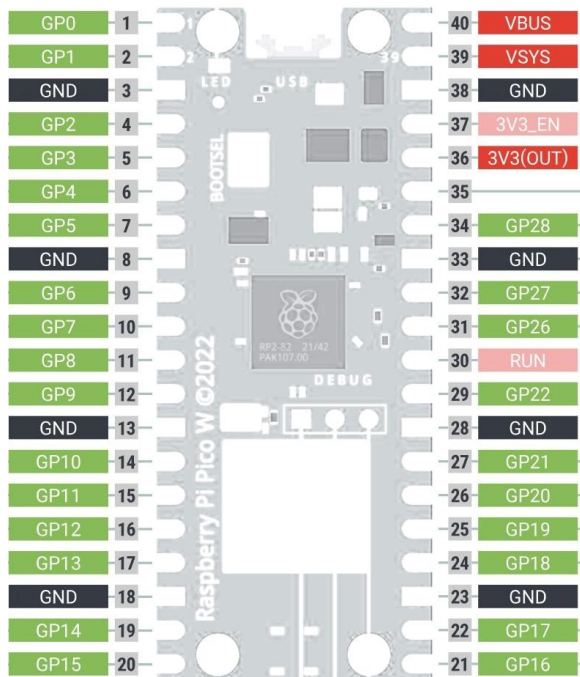 GP0 1 1 40 VBUS
GP1 2 2 39 39 VSYS
LED USB
GND 3 38 GND
GP2 4 37 3V3_EN
GP3 5 36 3V3(OUT)
BOOTSEL
GP4 6 35
GP5 7 34 GP28
GND 8 33 GND
GP6 9 32 GP27
GP7 10 31 GP26
RP2-B2 21/42
PAK107.00
GP8 11 30 RUN
DEBUG
GP9 12 29 GP22
GND 13 28 GND
GP10 14 27 GP21
GP11 15 26 GP20
GP12 16 25 GP19
GP13 17 24 GP18
GND 18 23 GND
GP14 19 22 GP17
GP15 20 21 GP16
Raspberry Pi Pico W ©2022